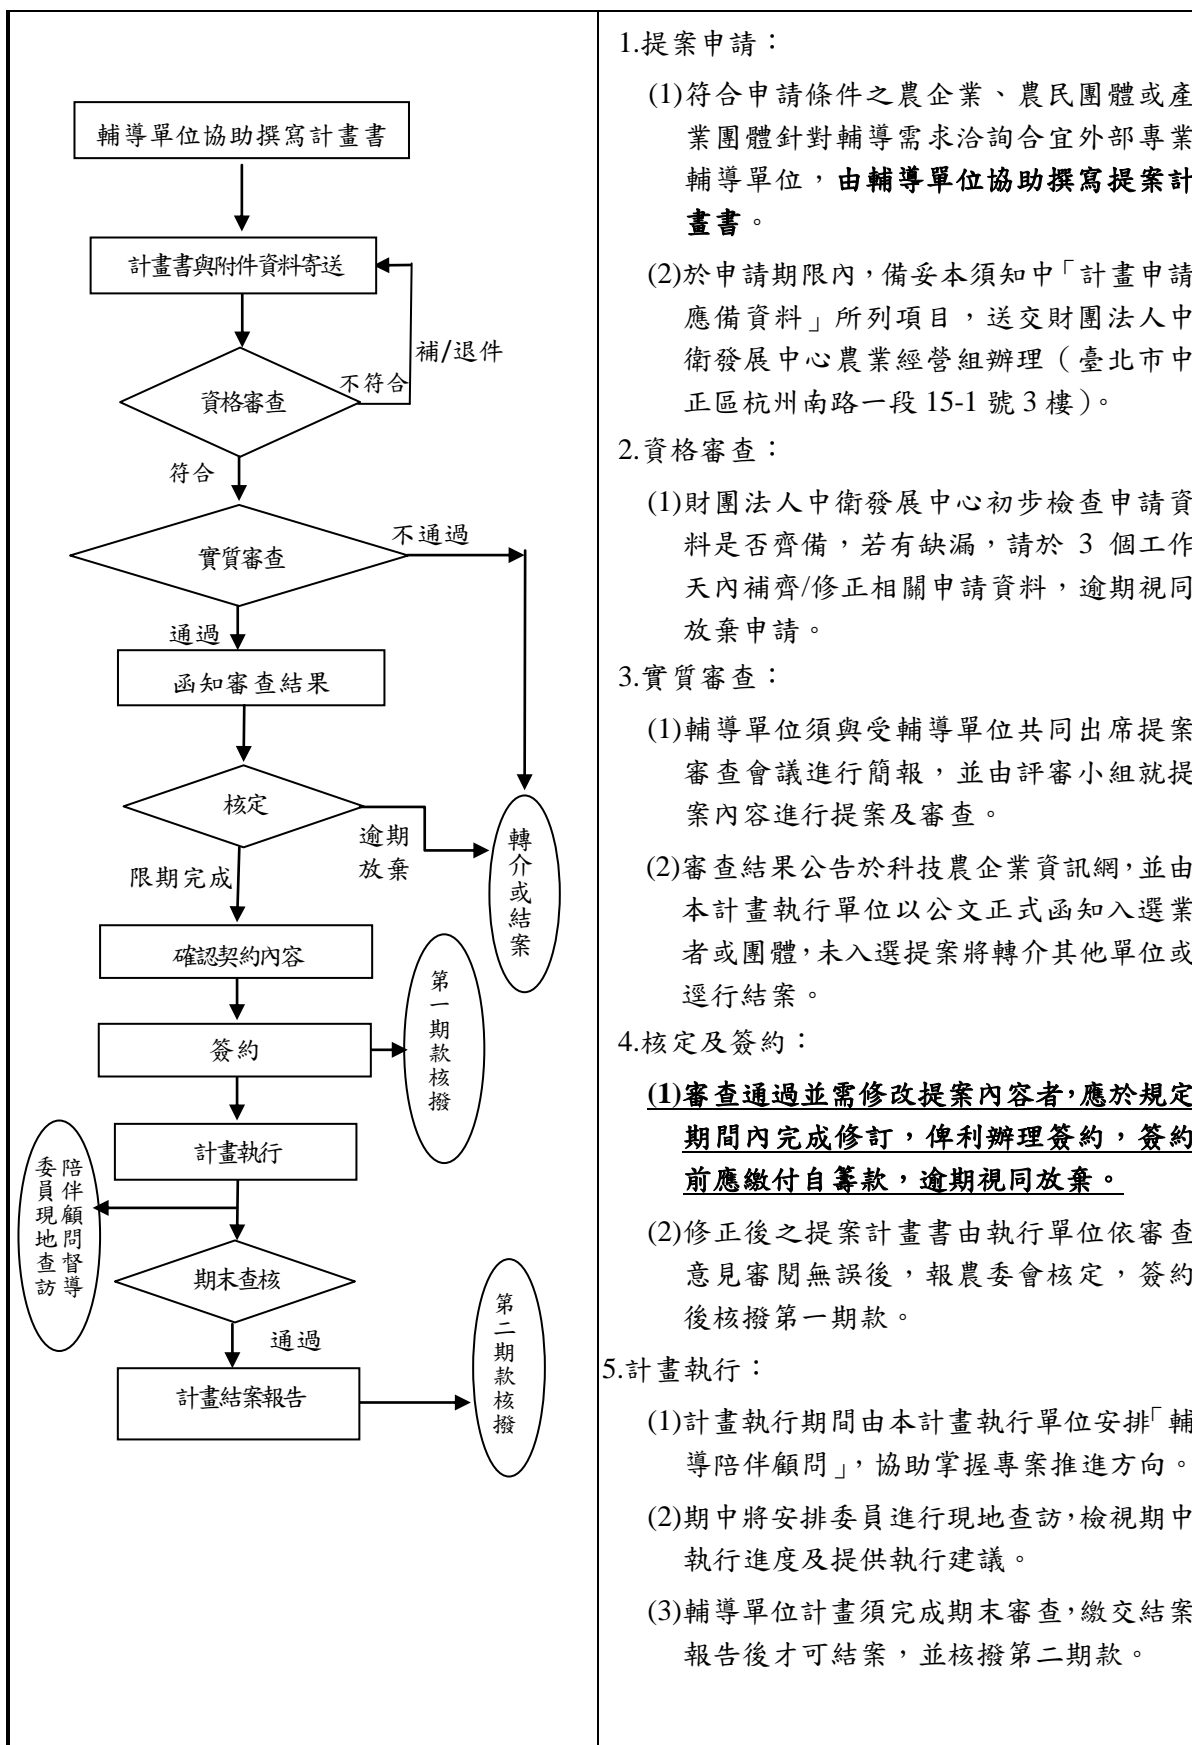 輔導單位協助撰寫計畫書
計畫書與附件資料寄送
補/退件
不符合
資格審查
符合
不通過
實質審查
通過
函知審查結果
核定
逾期
放棄
限期完成
轉介或結案
確認契約內容
第一期款核撥
簽約
計畫執行
陪伴顧問督導
委員現地查訪
期末查核
通過
第二期款核撥
計畫結案報告
1.提案申請：
(1)符合申請條件之農企業、農民團體或產
業團體針對輔導需求洽詢合宜外部專業
輔導單位，由輔導單位協助撰寫提案計
畫書。
(2)於申請期限內，備妥本須知中「計畫申請
應備資料」所列項目，送交財團法人中
衛發展中心農業經營組辦理（臺北市中
正區杭州南路一段 15-1 號 3 樓）。
2.資格審查：
(1)財團法人中衛發展中心初步檢查申請資
料是否齊備，若有缺漏，請於 3 個工作
天內補齊/修正相關申請資料，逾期視同
放棄申請。
3.實質審查：
(1)輔導單位須與受輔導單位共同出席提案
審查會議進行簡報，並由評審小組就提
案內容進行提案及審查。
(2)審查結果公告於科技農企業資訊網，並由
本計畫執行單位以公文正式函知入選業
者或團體，未入選提案將轉介其他單位或
逕行結案。
4.核定及簽約：
(1)審查通過並需修改提案內容者，應於規定
期間內完成修訂，俾利辦理簽約，簽約
前應繳付自籌款，逾期視同放棄。
(2)修正後之提案計畫書由執行單位依審查
意見審閱無誤後，報農委會核定，簽約
後核撥第一期款。
5.計畫執行：
(1)計畫執行期間由本計畫執行單位安排「輔
導陪伴顧問」，協助掌握專案推進方向。
(2)期中將安排委員進行現地查訪，檢視期中
執行進度及提供執行建議。
(3)輔導單位計畫須完成期末審查，繳交結案
報告後才可結案，並核撥第二期款。